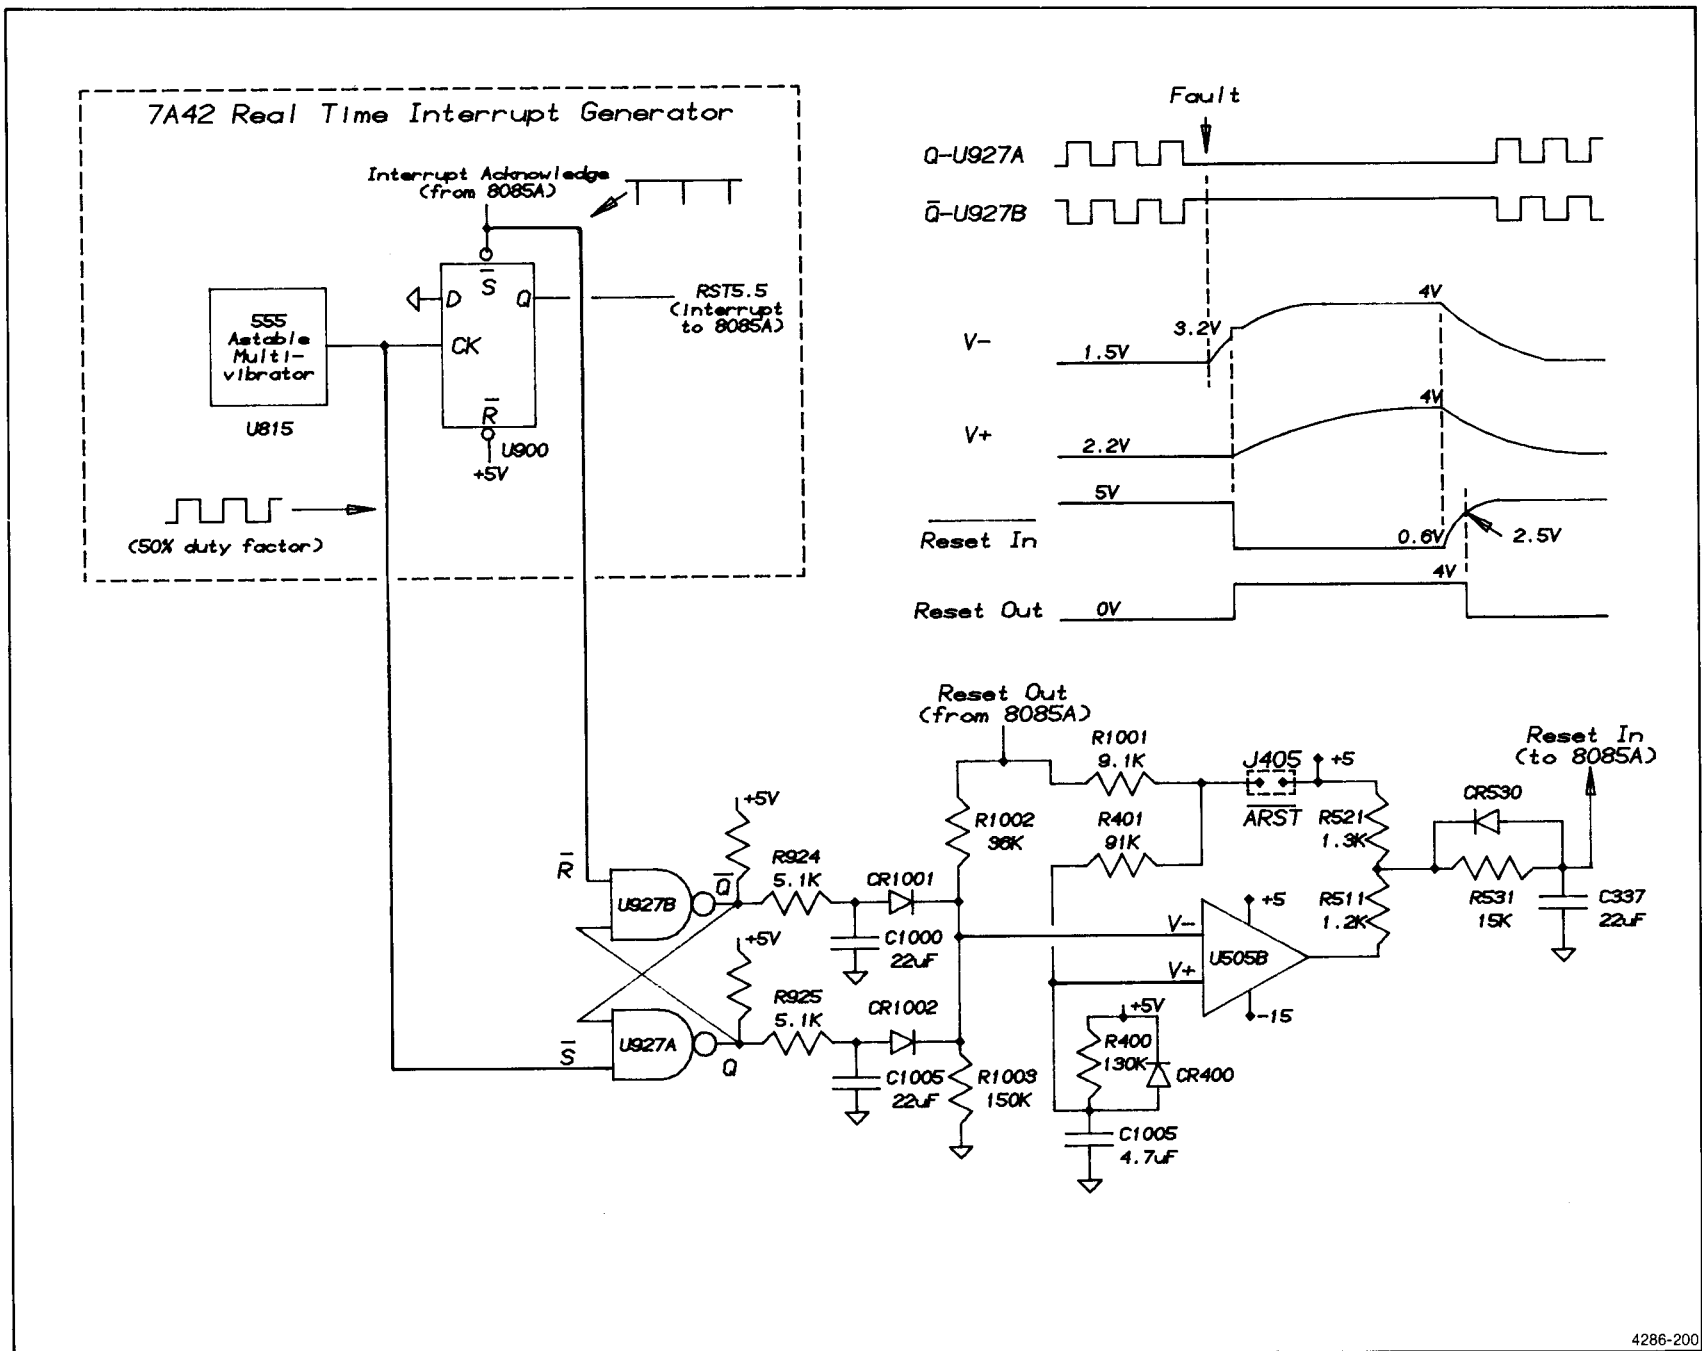 7A42 Real Time Interrupt Generator
Interrupt Acknowledge
(from 8085A)
S̅
D
Q
CK
R̅
U900
+5V
555
Astable
Multi-
vibrator
U815
RST5.5
(interrupt
to 8085A)
(50% duty factor)
Fault
Q-U927A
Q̅-U927B
V-
1.5V
3.2V
4V
V+
2.2V
4V
R̅e̅s̅e̅t̅ I̅n̅
5V
0.6V
2.5V
Reset Out
0V
4V
Reset Out
(from 8085A)
R1001
9.1K
J405
+5
A̅R̅S̅T̅
R1002
36K
R401
91K
R521
1.3K
R511
1.2K
Reset In
(to 8085A)
CR530
R531
15K
C337
22uF
+5V
R̅
U927B
Q̅
R924
5.1K
CR1001
C1000
22uF
+5V
S̅
U927A
Q
R925
5.1K
CR1002
C1005
22uF
R1003
150K
V-
V+
U505B
+5
-15
+5V
R400
130K
CR400
C1005
4.7uF
4286-200